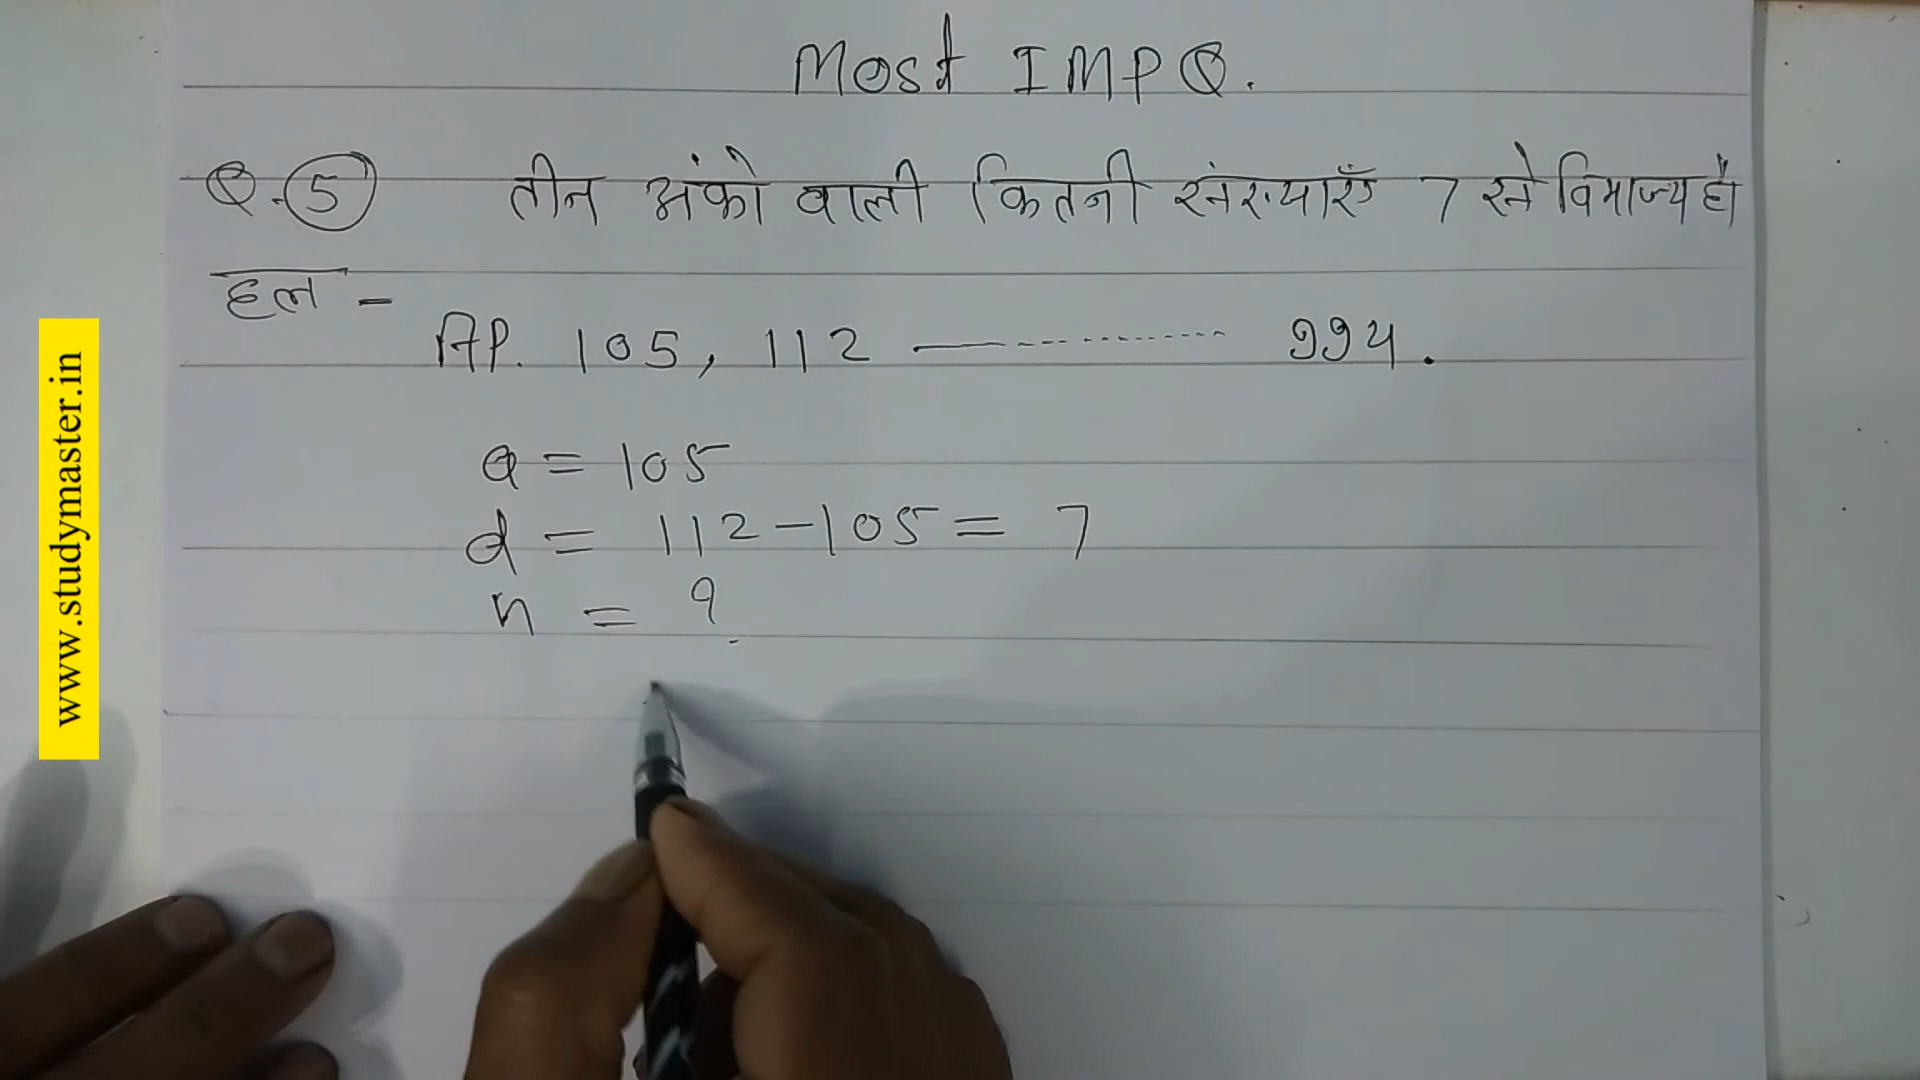 Most IMP Q.
Q.5 तीन अंको वाली कितनी संख्याएँ 7 से विभाज्य है
हल -
AP. 105, 112 ———............ 994.
a = 105
d = 112 - 105 = 7
n = ?
www.studymaster.in